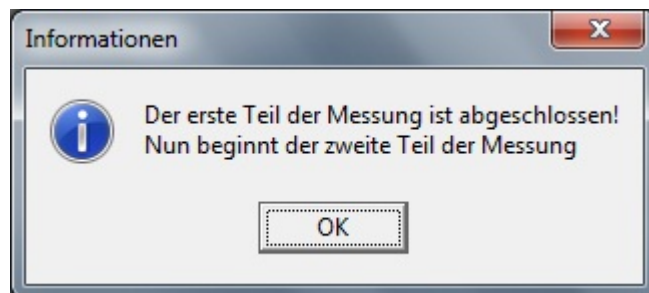 Informationen
Der erste Teil der Messung ist abgeschlossen!
Nun beginnt der zweite Teil der Messung
OK